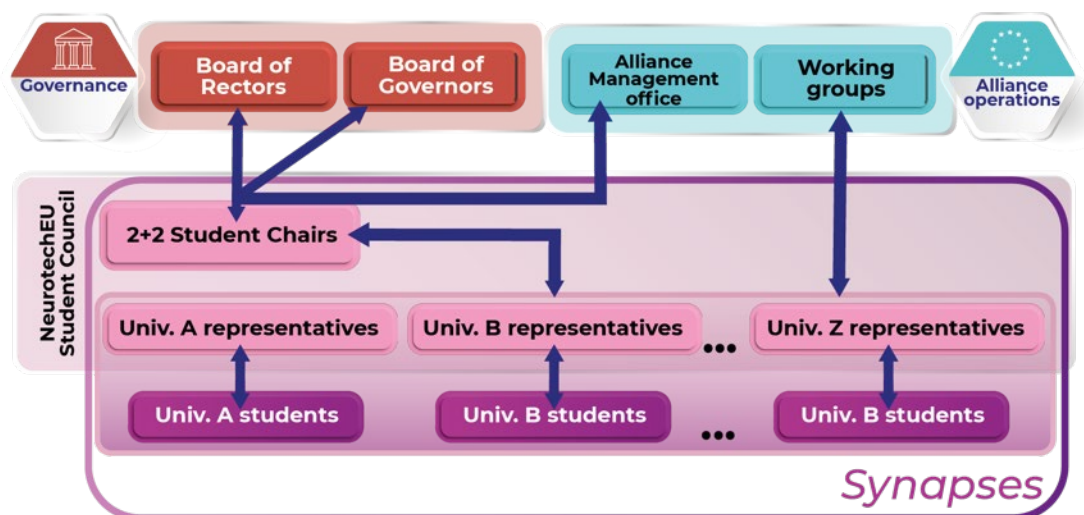 Governance
Board of
Rectors
Board of
Governors
Alliance
Management
office
Working
groups
Alliance
operations
NeurotechEU
Student Council
2+2 Student Chairs
Univ. A representatives
Univ. B representatives
...
Univ. Z representatives
Univ. A students
Univ. B students
...
Univ. B students
Synapses